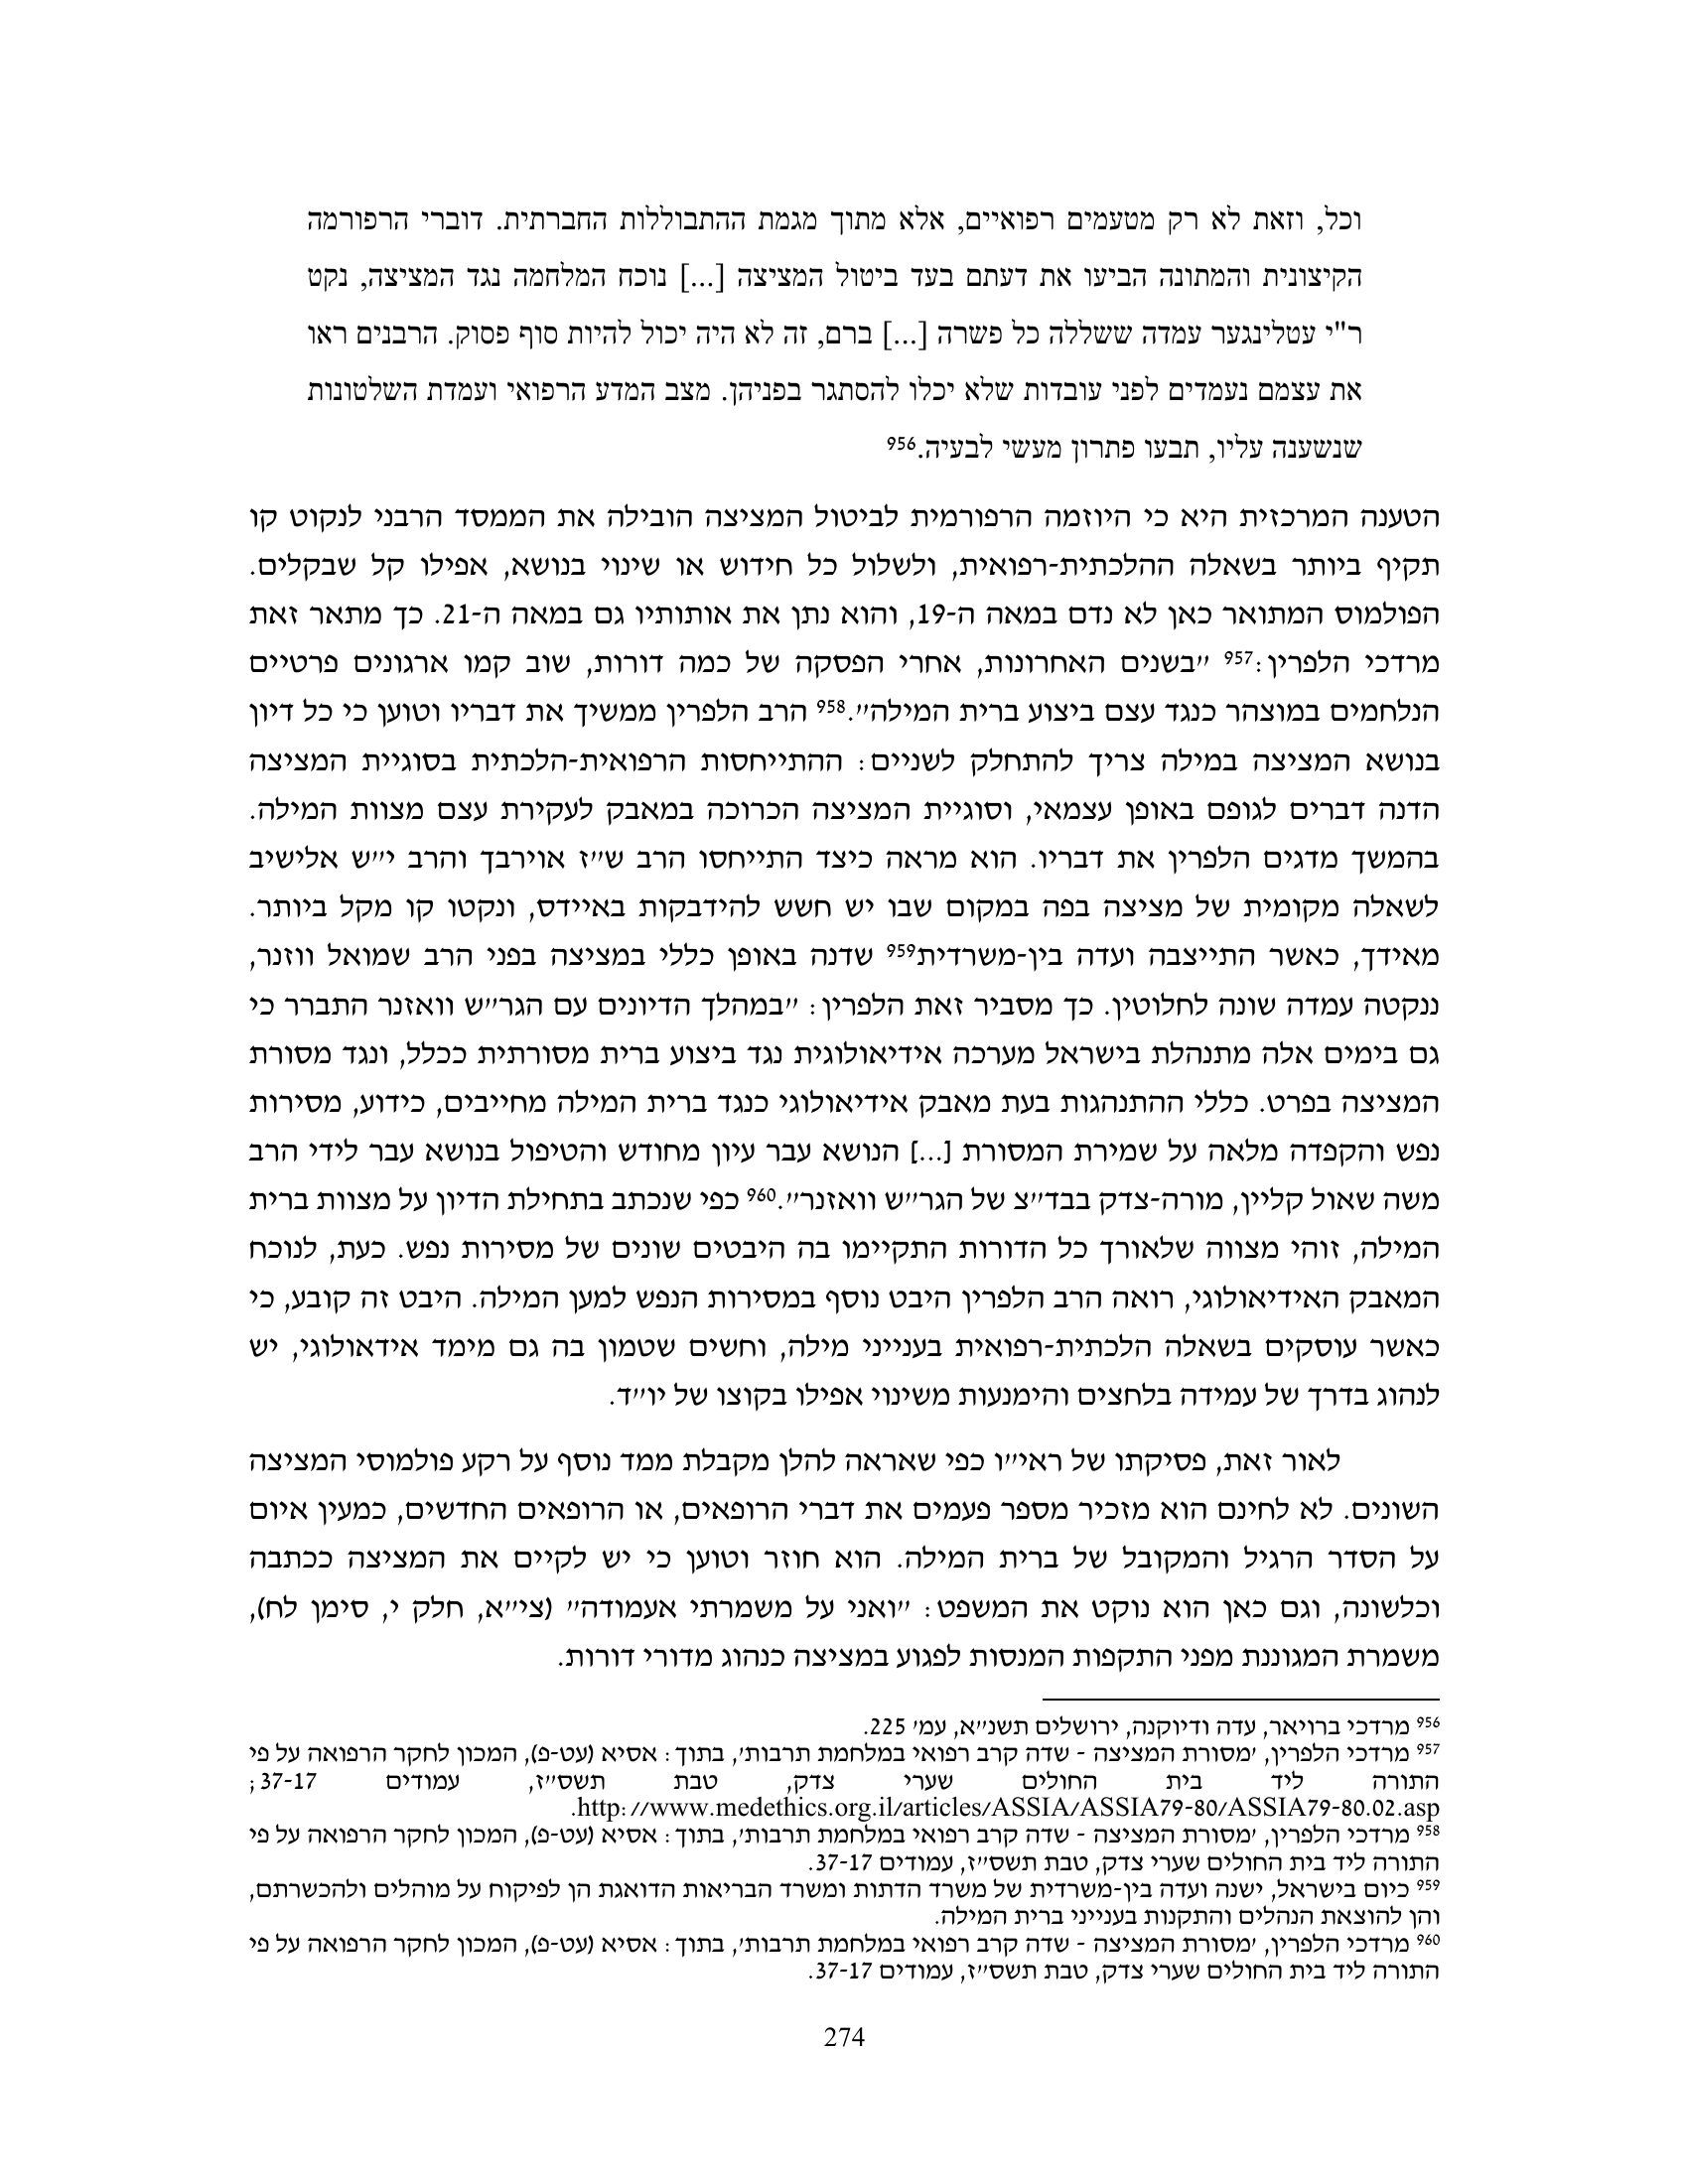 וכל, וזאת לא רק מטעמים רפואיים, אלא מתוך מגמת ההתבוללות החברתית. דוברי הרפורמה
הקיצונית והמתונה הביעו את דעתם בעד ביטול המציצה [...] נוכח המלחמה נגד המציצה, נקט
ר"י עטלינגער עמדה ששללה כל פשרה [...] ברם, זה לא היה יכול להיות סוף פסוק. הרבנים ראו
את עצמם נעמדים לפני עובדות שלא יכלו להסתגר בפניהן. מצב המדע הרפואי ועמדת השלטונות
שנשענה עליו, תבעו פתרון מעשי לבעיה.956
הטענה המרכזית היא כי היוזמה הרפורמית לביטול המציצה הובילה את הממסד הרבני לנקוט קו
תקיף ביותר בשאלה ההלכתית-רפואית, ולשלול כל חידוש או שינוי בנושא, אפילו קל שבקלים.
הפולמוס המתואר כאן לא נדם במאה ה-19, והוא נתן את אותותיו גם במאה ה-21. כך מתאר זאת
מרדכי הלפרין:957 ״בשנים האחרונות, אחרי הפסקה של כמה דורות, שוב קמו ארגונים פרטיים
הנלחמים במוצהר כנגד עצם ביצוע ברית המילה״.958 הרב הלפרין ממשיך את דבריו וטוען כי כל דיון
בנושא המציצה במילה צריך להתחלק לשניים: ההתייחסות הרפואית-הלכתית בסוגיית המציצה
הדנה דברים לגופם באופן עצמאי, וסוגיית המציצה הכרוכה במאבק לעקירת עצם מצוות המילה.
בהמשך מדגים הלפרין את דבריו. הוא מראה כיצד התייחסו הרב ש״ז אוירבך והרב י״ש אלישיב
לשאלה מקומית של מציצה בפה במקום שבו יש חשש להידבקות באיידס, ונקטו קו מקל ביותר.
מאידך, כאשר התייצבה ועדה בין-משרדית959 שדנה באופן כללי במציצה בפני הרב שמואל ווזנר,
ננקטה עמדה שונה לחלוטין. כך מסביר זאת הלפרין: ״במהלך הדיונים עם הגר״ש וואזנר התברר כי
גם בימים אלה מתנהלת בישראל מערכה אידיאולוגית נגד ביצוע ברית מסורתית ככלל, ונגד מסורת
המציצה בפרט. כללי ההתנהגות בעת מאבק אידיאולוגי כנגד ברית המילה מחייבים, כידוע, מסירות
נפש והקפדה מלאה על שמירת המסורת [...] הנושא עבר עיון מחודש והטיפול בנושא עבר לידי הרב
משה שאול קליין, מורה-צדק בבד״צ של הגר״ש וואזנר״.960 כפי שנכתב בתחילת הדיון על מצוות ברית
המילה, זוהי מצווה שלאורך כל הדורות התקיימו בה היבטים שונים של מסירות נפש. כעת, לנוכח
המאבק האידיאולוגי, רואה הרב הלפרין היבט נוסף במסירות הנפש למען המילה. היבט זה קובע, כי
כאשר עוסקים בשאלה הלכתית-רפואית בענייני מילה, וחשים שטמון בה גם מימד אידאולוגי, יש
לנהוג בדרך של עמידה בלחצים והימנעות משינוי אפילו בקוצו של יו״ד.
לאור זאת, פסיקתו של ראי״ו כפי שאראה להלן מקבלת ממד נוסף על רקע פולמוסי המציצה
השונים. לא לחינם הוא מזכיר מספר פעמים את דברי הרופאים, או הרופאים החדשים, כמעין איום
על הסדר הרגיל והמקובל של ברית המילה. הוא חוזר וטוען כי יש לקיים את המציצה ככתבה
וכלשונה, וגם כאן הוא נוקט את המשפט: ״ואני על משמרתי אעמודה״ (צי״א, חלק י, סימן לח),
משמרת המגוננת מפני התקפות המנסות לפגוע במציצה כנהוג מדורי דורות.
956 מרדכי ברויאר, עדה ודיוקנה, ירושלים תשנ״א, עמ׳ 225.
957 מרדכי הלפרין, ׳מסורת המציצה - שדה קרב רפואי במלחמת תרבות׳, בתוך: אסיא (עט-פ), המכון לחקר הרפואה על פי
התורה ליד בית החולים שערי צדק, טבת תשס״ז, עמודים 37-17;
http://www.medethics.org.il/articles/ASSIA/ASSIA79-80/ASSIA79-80.02.asp.
958 מרדכי הלפרין, ׳מסורת המציצה - שדה קרב רפואי במלחמת תרבות׳, בתוך: אסיא (עט-פ), המכון לחקר הרפואה על פי
התורה ליד בית החולים שערי צדק, טבת תשס״ז, עמודים 37-17.
959 כיום בישראל, ישנה ועדה בין-משרדית של משרד הדתות ומשרד הבריאות הדואגת הן לפיקוח על מוהלים ולהכשרתם,
והן להוצאת הנהלים והתקנות בענייני ברית המילה.
960 מרדכי הלפרין, ׳מסורת המציצה - שדה קרב רפואי במלחמת תרבות׳, בתוך: אסיא (עט-פ), המכון לחקר הרפואה על פי
התורה ליד בית החולים שערי צדק, טבת תשס״ז, עמודים 37-17.
274